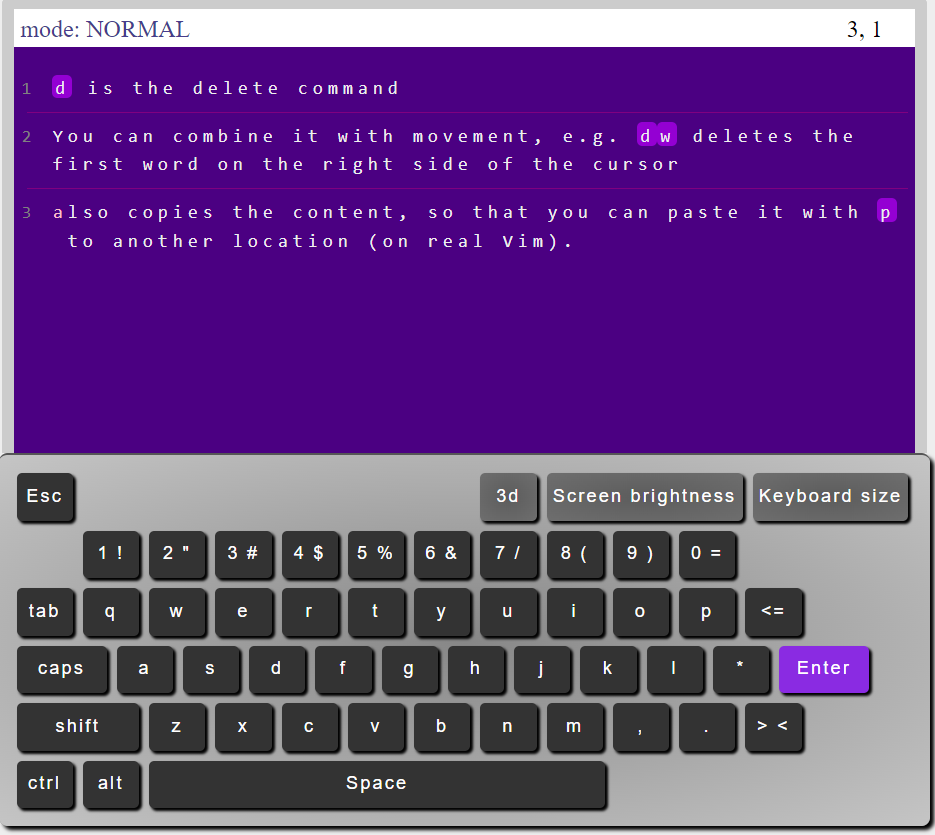 mode: NORMAL 3, 1
1 d is the delete command
2 You can combine it with movement, e.g. dw deletes the
first word on the right side of the cursor
3 also copies the content, so that you can paste it with p
to another location (on real Vim).
Esc 3d Screen brightness Keyboard size
1 ! 2 " 3 # 4 $ 5 % 6 & 7 / 8 ( 9 ) 0 =
tab q w e r t y u i o p <=
caps a s d f g h j k l * Enter
shift z x c v b n m , . > <
ctrl alt Space